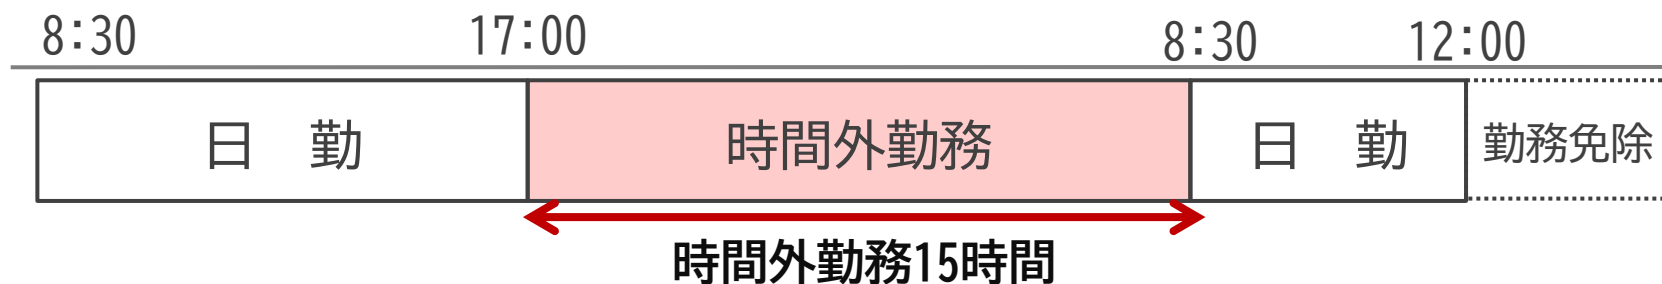 8:30 17:00 8:30 12:00
日 勤 時間外勤務 日 勤 勤務免除
時間外勤務15時間